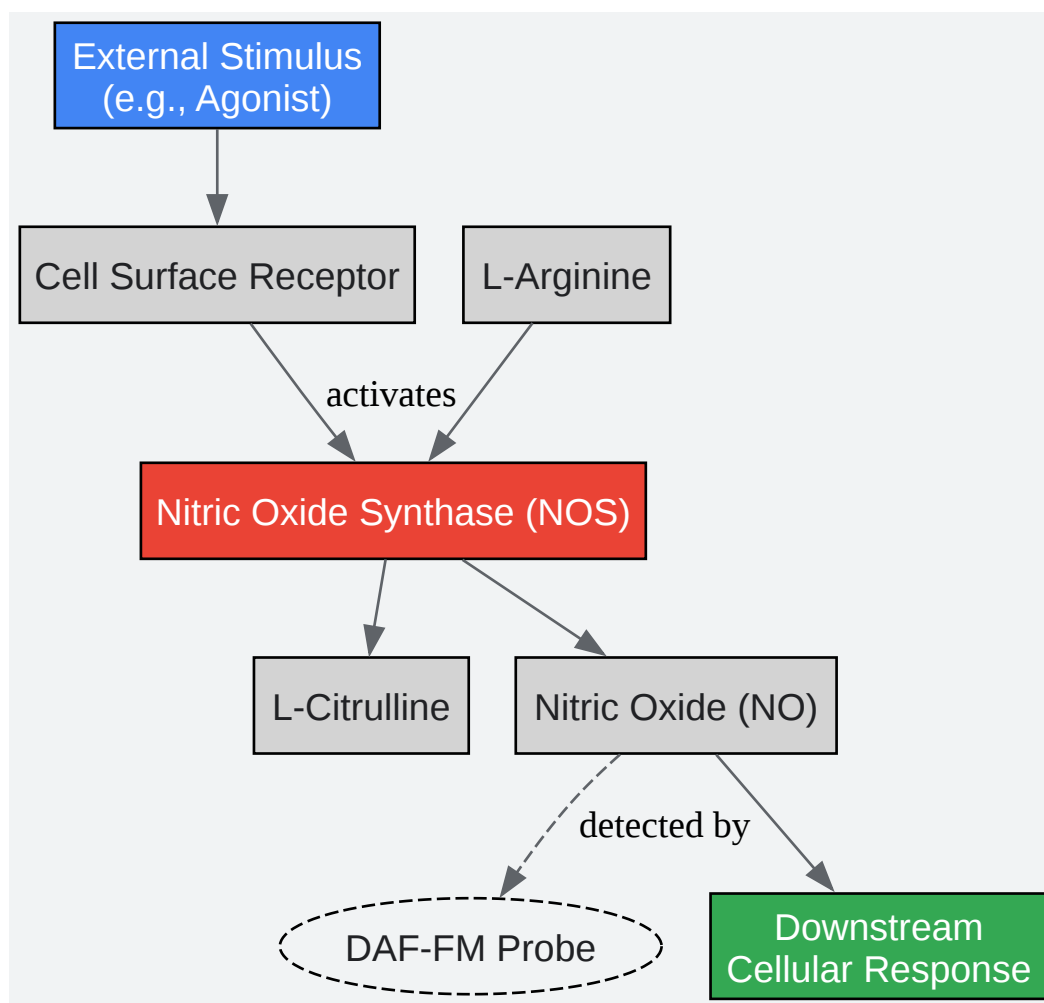 External Stimulus
(e.g., Agonist)
Cell Surface Receptor
L-Arginine
activates
Nitric Oxide Synthase (NOS)
L-Citrulline
Nitric Oxide (NO)
detected by
DAF-FM Probe
Downstream
Cellular Response